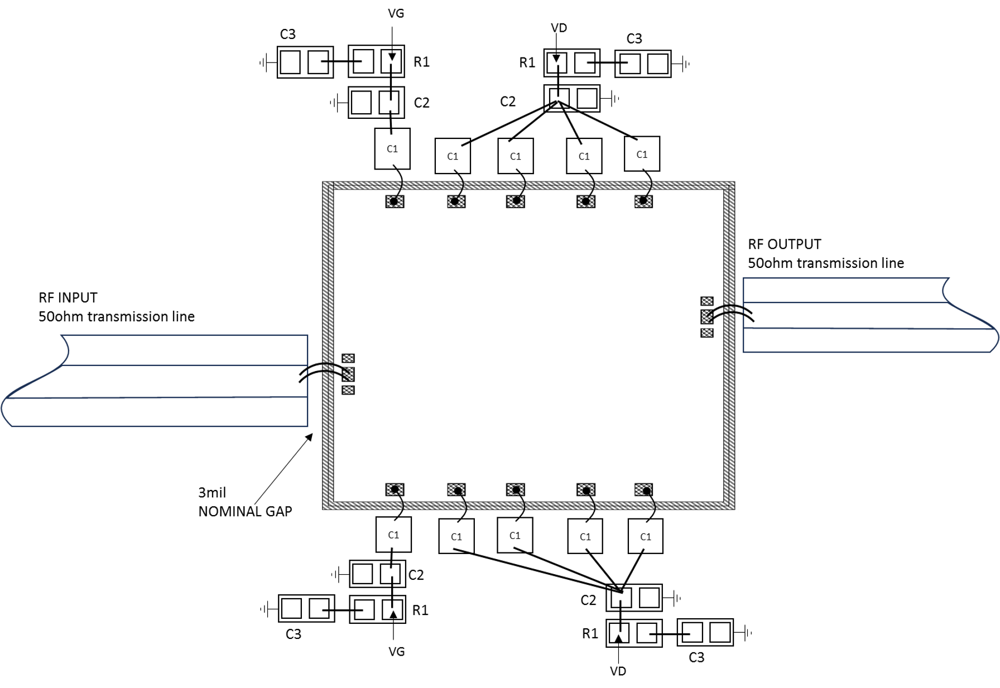 VG
VD
C3
C3
R1
R1
C2
C2
C1
C1
C1
C1
C1
RF OUTPUT
50ohm transmission line
RF INPUT
50ohm transmission line
3mil
NOMINAL GAP
C1
C1
C1
C1
C1
C2
C2
R1
R1
C3
C3
VG
VD